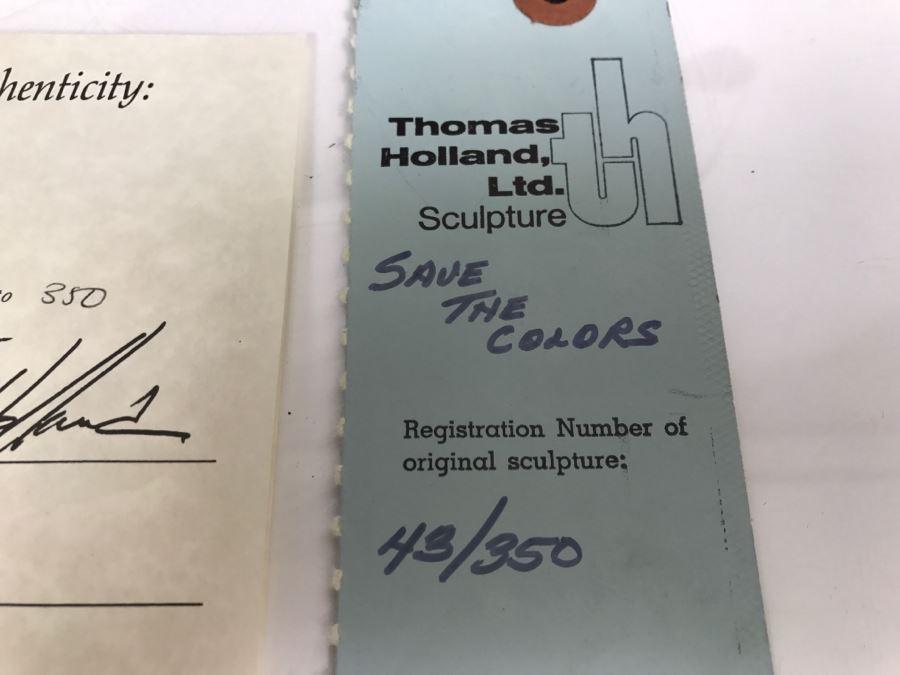 henticity:
350
Thomas
Holland,
Ltd.
Sculpture
th
SAVE
THE
COLORS
Registration Number of
original sculpture:
43/350